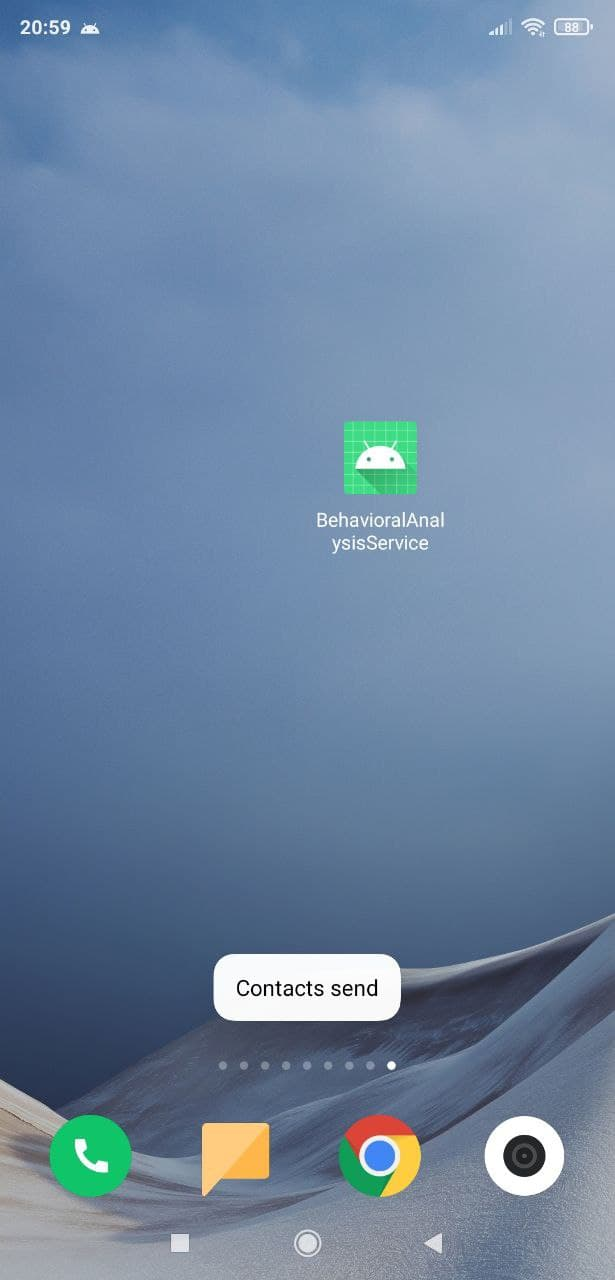 20:59
88
BehavioralAnal
ysisService
Contacts send